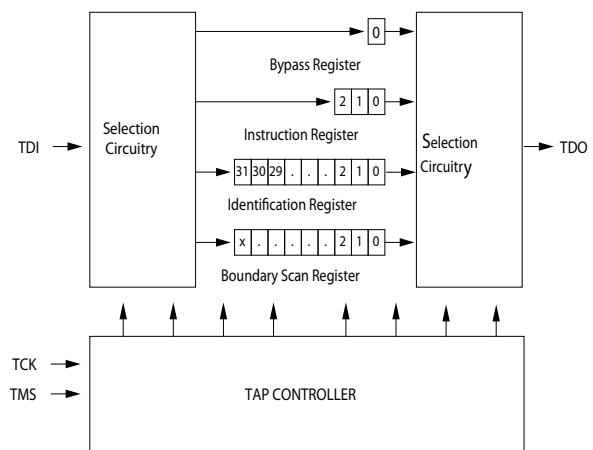 0
Bypass Register
2 1 0
Selection
Circuitry
Selection
Circuitry
Instruction Register
TDI
TDO
31 30 29 . . . 2 1 0
Identification Register
x . . . . . 2 1 0
Boundary Scan Register
TCK
TMS
TAP CONTROLLER